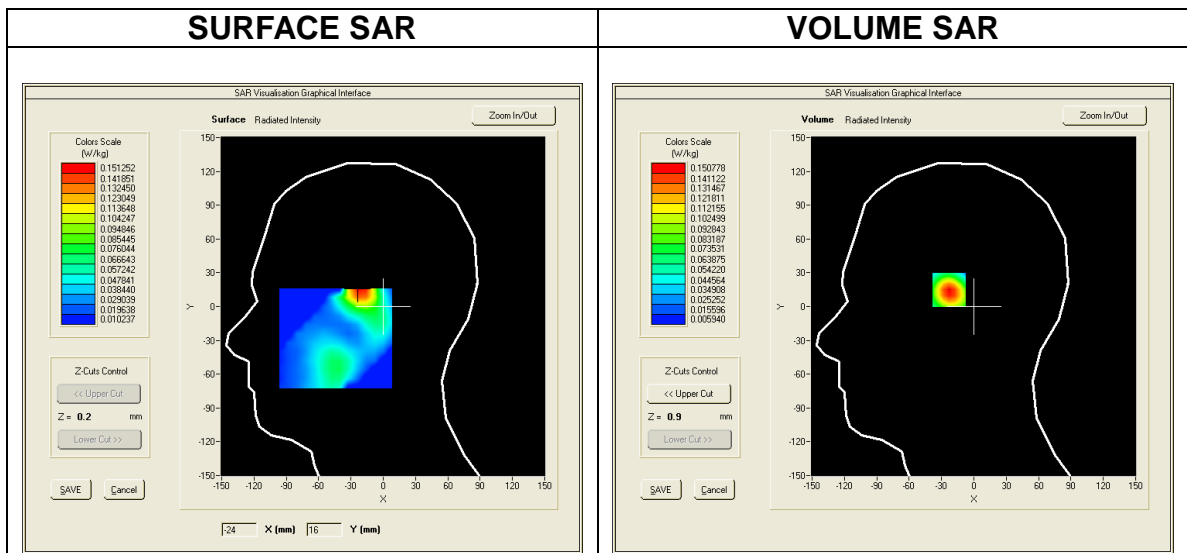 SURFACE SAR
VOLUME SAR
SAR Visualisation Graphical Interface
Surface Radiated Intensity
Zoom In/Out
Colors Scale
(W/kg)
0.151252
0.141851
0.132450
0.123049
0.113648
0.104247
0.094846
0.085445
0.076044
0.066643
0.057242
0.047841
0.038440
0.029039
0.019638
0.010237
Z-Cuts Control
<< Upper Cut
Z = 0.2 mm
Lower Cut >>
SAVE Cancel
150
120
90
60
30
0
-30
-60
-90
-120
-150
Y
-150 -120 -90 -60 -30 0 30 60 90 120 150
X
-24 X (mm) 16 Y (mm)
SAR Visualisation Graphical Interface
Volume Radiated Intensity
Zoom In/Out
Colors Scale
(W/kg)
0.150778
0.141122
0.131467
0.121811
0.112155
0.102499
0.092843
0.083187
0.073531
0.063875
0.054220
0.044564
0.034908
0.025252
0.015596
0.005940
Z-Cuts Control
<< Upper Cut
Z = 0.9 mm
Lower Cut >>
SAVE Cancel
150
120
90
60
30
0
-30
-60
-90
-120
-150
Y
-150 -120 -90 -60 -30 0 30 60 90 120 150
X